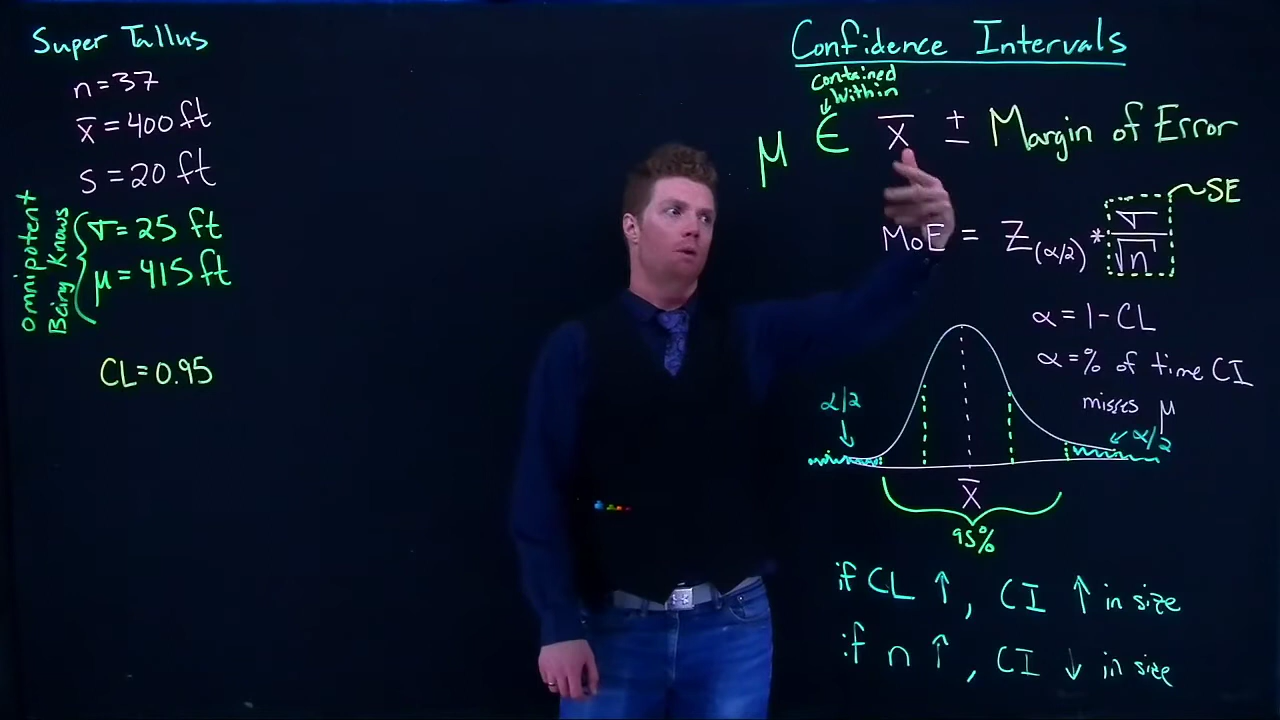 Super Tallus
n = 37
x̄ = 400 ft
s = 20 ft
omnipotent
Being Knows
σ = 25 ft
μ = 415 ft
CL = 0.95
Confidence Intervals
contained
within
μ ∈ x̄ ± Margin of Error
MoE = Z(α/2) * σ/√n
SE
α = 1 - CL
α = % of time CI
misses μ
α/2
α/2
x̄
95%
if CL ↑, CI ↑ in size
if n ↑, CI ↓ in size